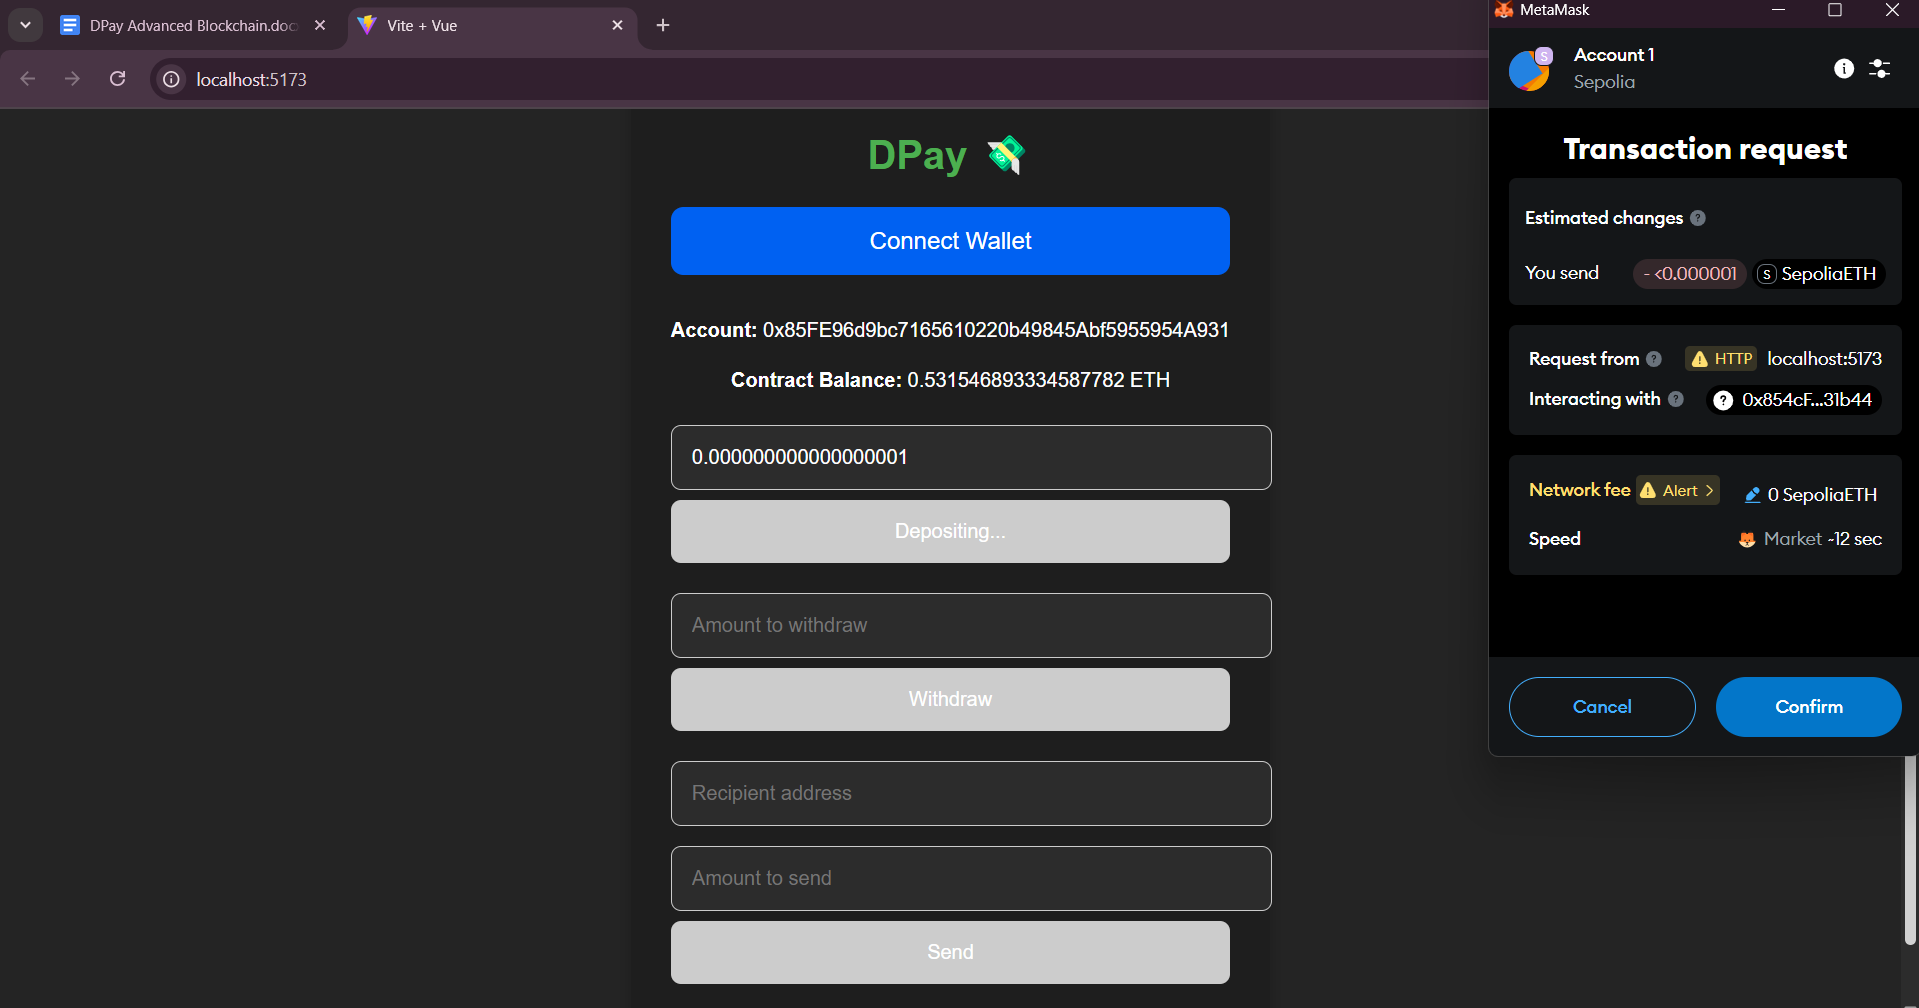 DPay Advanced Blockchain.doc
Vite + Vue
localhost:5173
DPay
Connect Wallet
Account: 0x85FE96d9bc7165610220b49845Abf5955954A931
Contract Balance: 0.531546893334587782 ETH
0.000000000000000001
Depositing...
Amount to withdraw
Withdraw
Recipient address
Amount to send
Send
MetaMask
S
Account 1
Sepolia
Transaction request
Estimated changes ?
You send - <0.000001 S SepoliaETH
Request from ? HTTP localhost:5173
Interacting with ? ? 0x854cF...31b44
Network fee Alert > 0 SepoliaETH
Speed Market ~12 sec
Cancel
Confirm